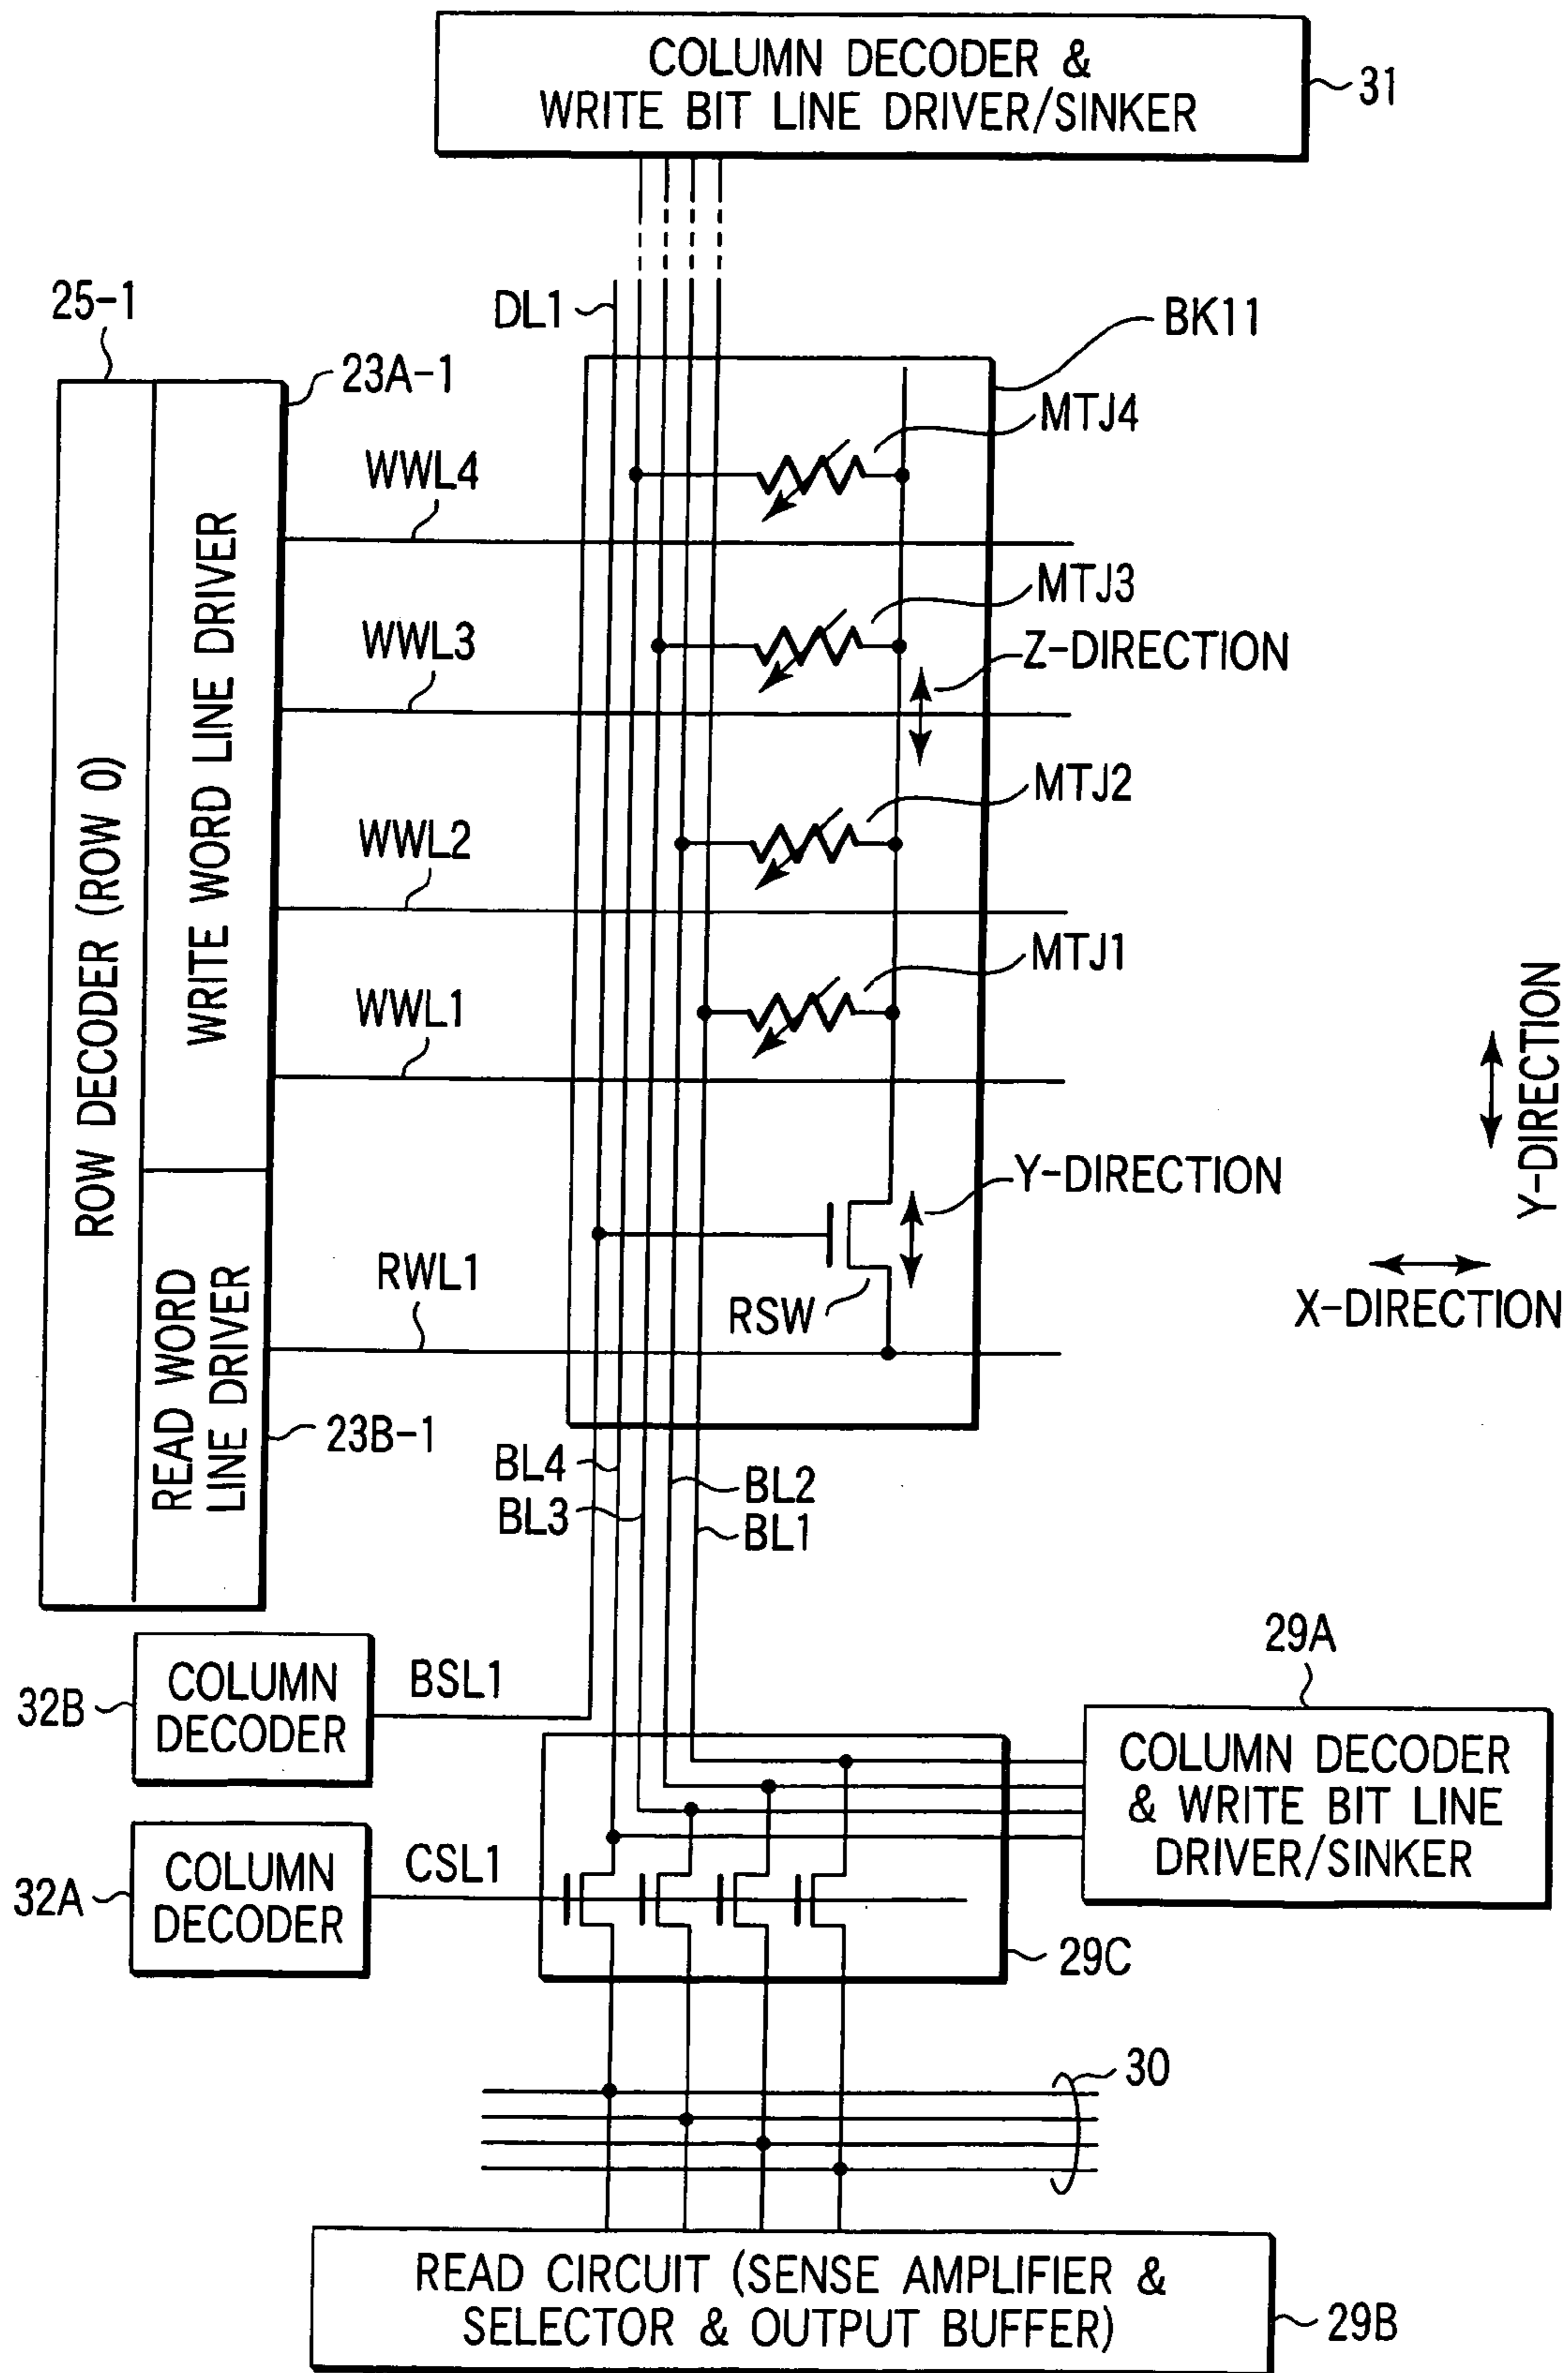 COLUMN DECODER &
WRITE BIT LINE DRIVER/SINKER
31
25-1
DL1
BK11
23A-1
MTJ4
WWL4
MTJ3
WWL3
Z-DIRECTION
ROW DECODER (ROW 0)
WRITE WORD LINE DRIVER
MTJ2
WWL2
MTJ1
WWL1
Y-DIRECTION
Y-DIRECTION
X-DIRECTION
RWL1
RSW
READ WORD
LINE DRIVER
23B-1
BL4
BL3
BL2
BL1
29A
32B
COLUMN
DECODER
BSL1
COLUMN DECODER
& WRITE BIT LINE
DRIVER/SINKER
32A
COLUMN
DECODER
CSL1
29C
30
READ CIRCUIT (SENSE AMPLIFIER &
SELECTOR & OUTPUT BUFFER)
29B